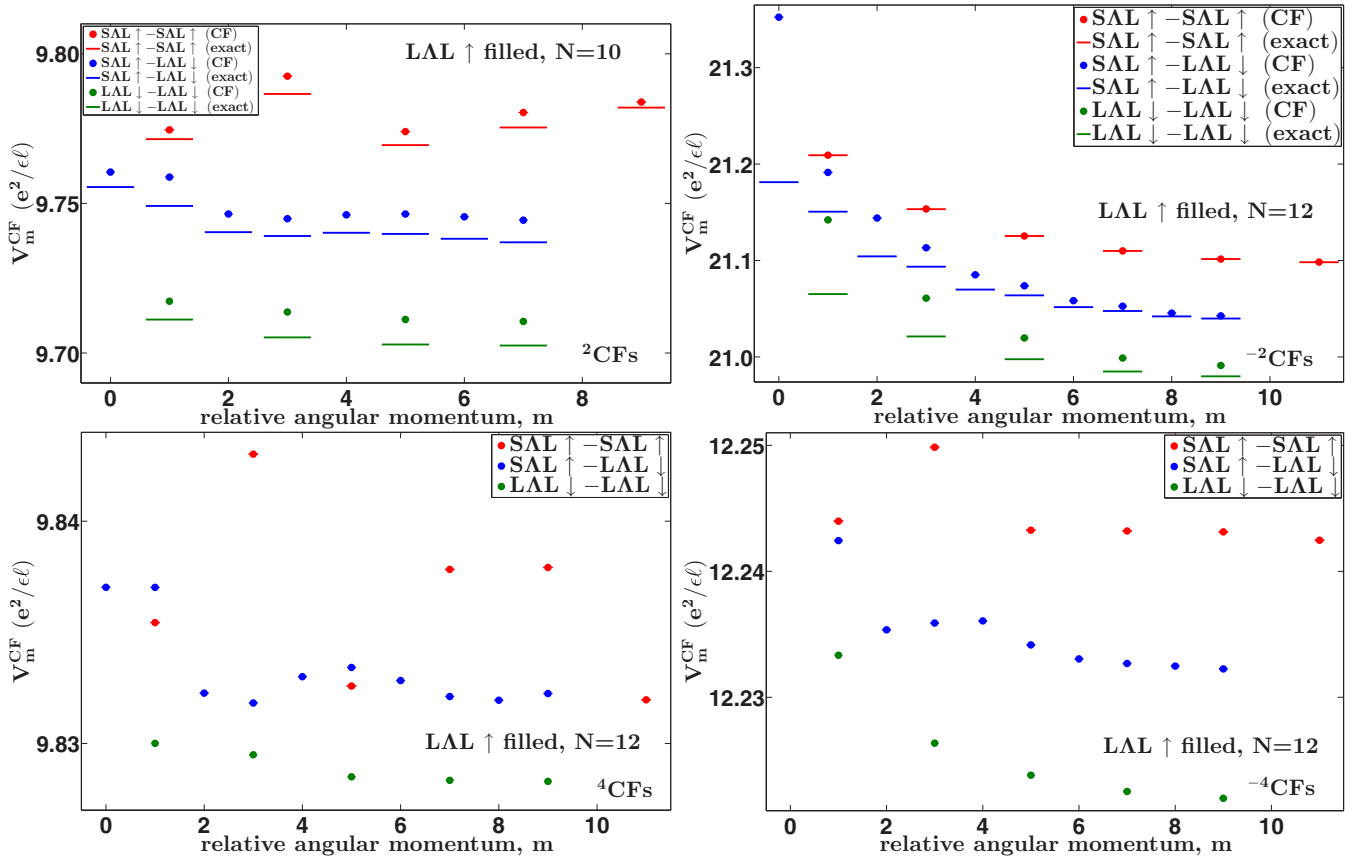 9.80
9.75
9.70
V_m^CF (e²/ϵℓ)
SΛL ↑ −SΛL ↑ (CF)
SΛL ↑ −SΛL ↑ (exact)
SΛL ↑ −LΛL ↓ (CF)
SΛL ↑ −LΛL ↓ (exact)
LΛL ↓ −LΛL ↓ (CF)
LΛL ↓ −LΛL ↓ (exact)
LΛL ↑ filled, N=10
²CFs
0 2 4 6 8
relative angular momentum, m
21.3
21.2
21.1
21.0
V_m^CF (e²/ϵℓ)
SΛL ↑ −SΛL ↑ (CF)
SΛL ↑ −SΛL ↑ (exact)
SΛL ↑ −LΛL ↓ (CF)
SΛL ↑ −LΛL ↓ (exact)
LΛL ↓ −LΛL ↓ (CF)
LΛL ↓ −LΛL ↓ (exact)
LΛL ↑ filled, N=12
⁻²CFs
0 2 4 6 8 10
relative angular momentum, m
9.84
9.83
V_m^CF (e²/ϵℓ)
SΛL ↑ −SΛL ↑
SΛL ↑ −LΛL ↓
LΛL ↓ −LΛL ↓
LΛL ↑ filled, N=12
⁴CFs
0 2 4 6 8 10
relative angular momentum, m
12.25
12.24
12.23
V_m^CF (e²/ϵℓ)
SΛL ↑ −SΛL ↑
SΛL ↑ −LΛL ↓
LΛL ↓ −LΛL ↓
LΛL ↑ filled, N=12
⁻⁴CFs
0 2 4 6 8 10
relative angular momentum, m